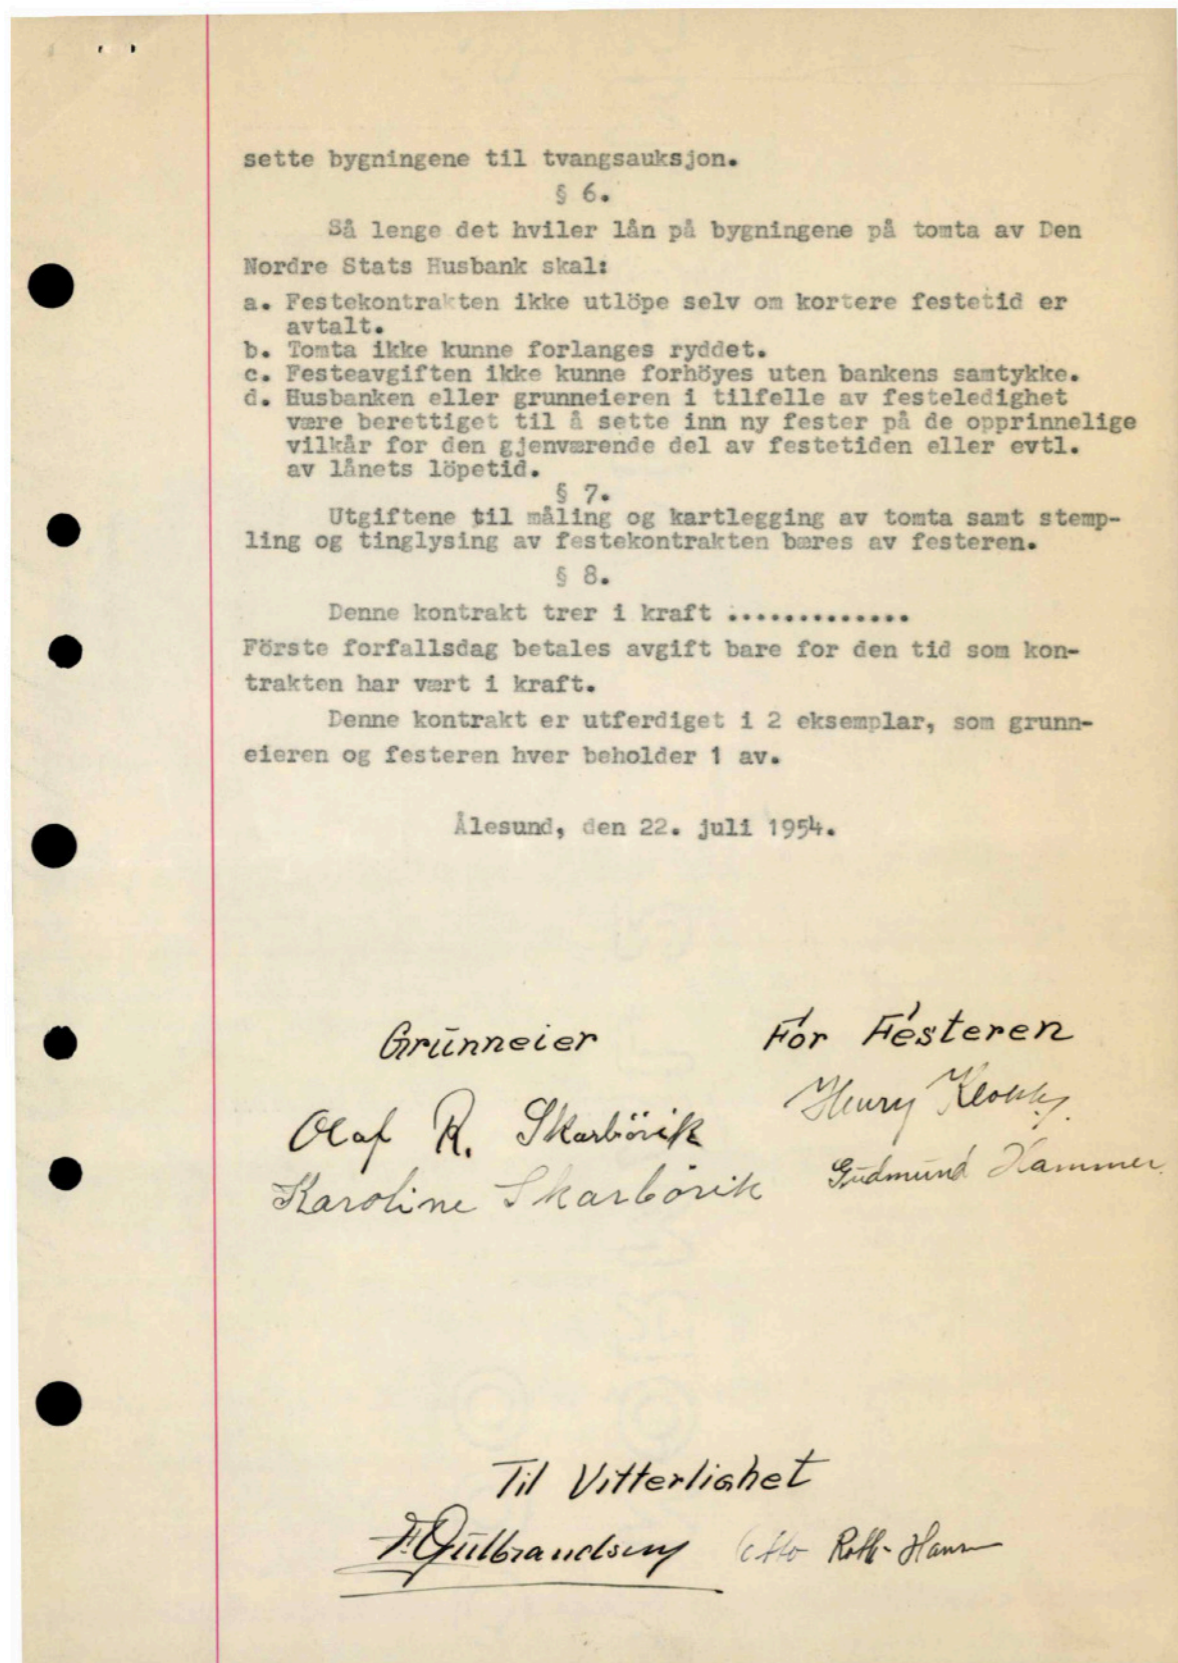 sette bygningene til tvangsauksjon.
§ 6.
Så lenge det hviler lån på bygningene på tomta av Den
Nordre Stats Husbank skal:
a. Festekontrakten ikke utlöpe selv om kortere festetid er
avtalt.
b. Tomta ikke kunne forlanges ryddet.
c. Festeavgiften ikke kunne forhöyes uten bankens samtykke.
d. Husbanken eller grunneieren i tilfelle av festeledighet
være berettiget til å sette inn ny fester på de opprinnelige
vilkår for den gjenværende del av festetiden eller evtl.
av lånets löpetid.
§ 7.
Utgiftene til måling og kartlegging av tomta samt stemp-
ling og tinglysing av festekontrakten bæres av festeren.
§ 8.
Denne kontrakt trer i kraft .............
Förste forfallsdag betales avgift bare for den tid som kon-
trakten har vært i kraft.
Denne kontrakt er utferdiget i 2 eksemplar, som grunn-
eieren og festeren hver beholder 1 av.
Ålesund, den 22. juli 1954.
Grunneier For Festeren
Olaf R. Skarbövik Henry
Karoline Skarbövik Gudmund Hammer
Til Vitterlighet
F. Gulbrandsen Otto Roth-Hansen